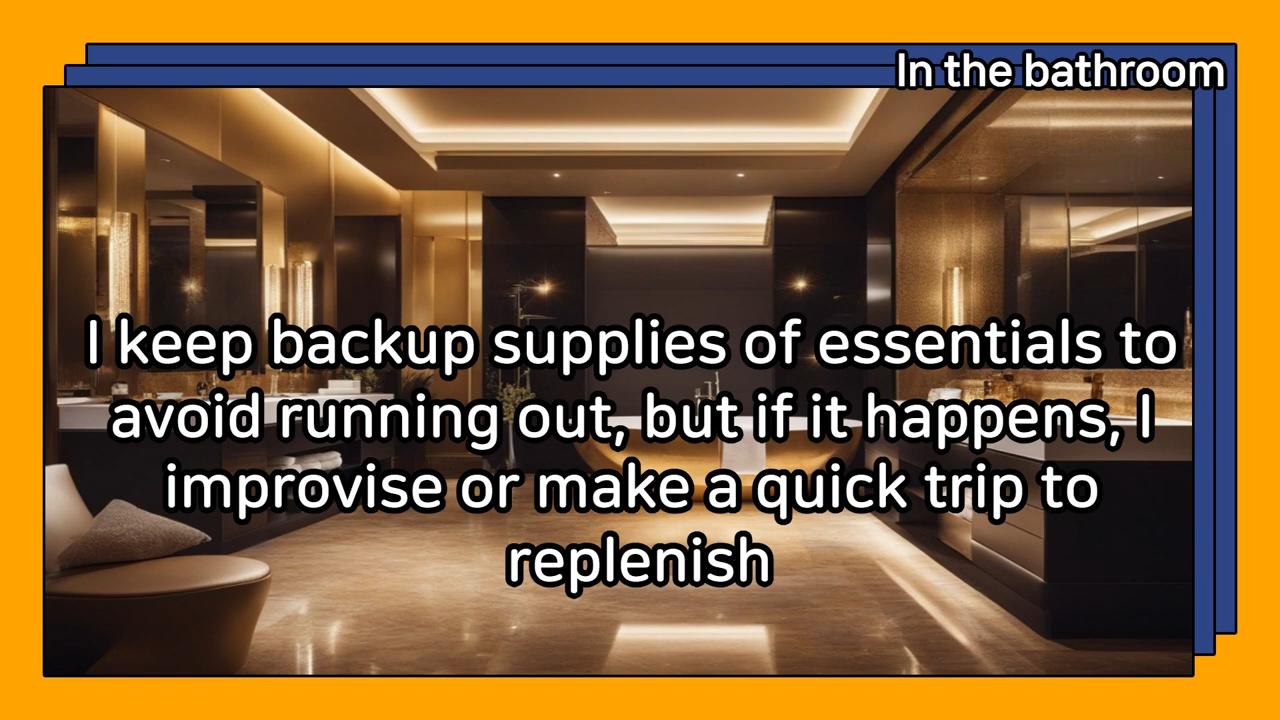 In the bathroom
I keep backup supplies of essentials to
avoid running out, but if it happens, I
improvise or make a quick trip to
replenish